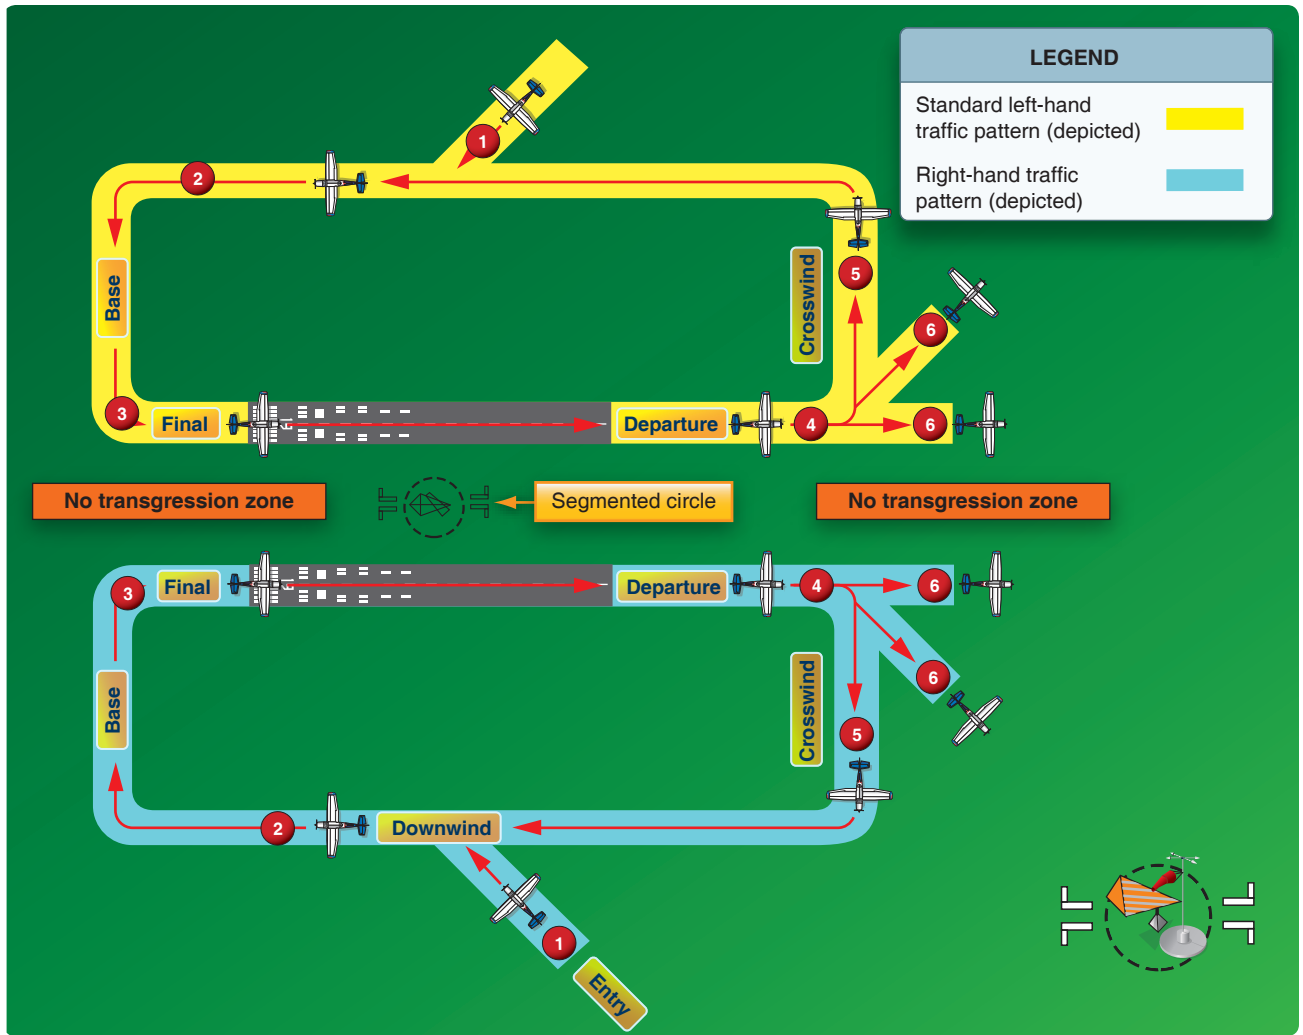 LEGEND
Standard left-hand
traffic pattern (depicted)
Right-hand traffic
pattern (depicted)
1
2
5
Base
Crosswind
6
3
Final
Departure
4
6
No transgression zone
Segmented circle
No transgression zone
3
Final
Departure
4
6
Base
Crosswind
6
5
2
Downwind
1
Entry